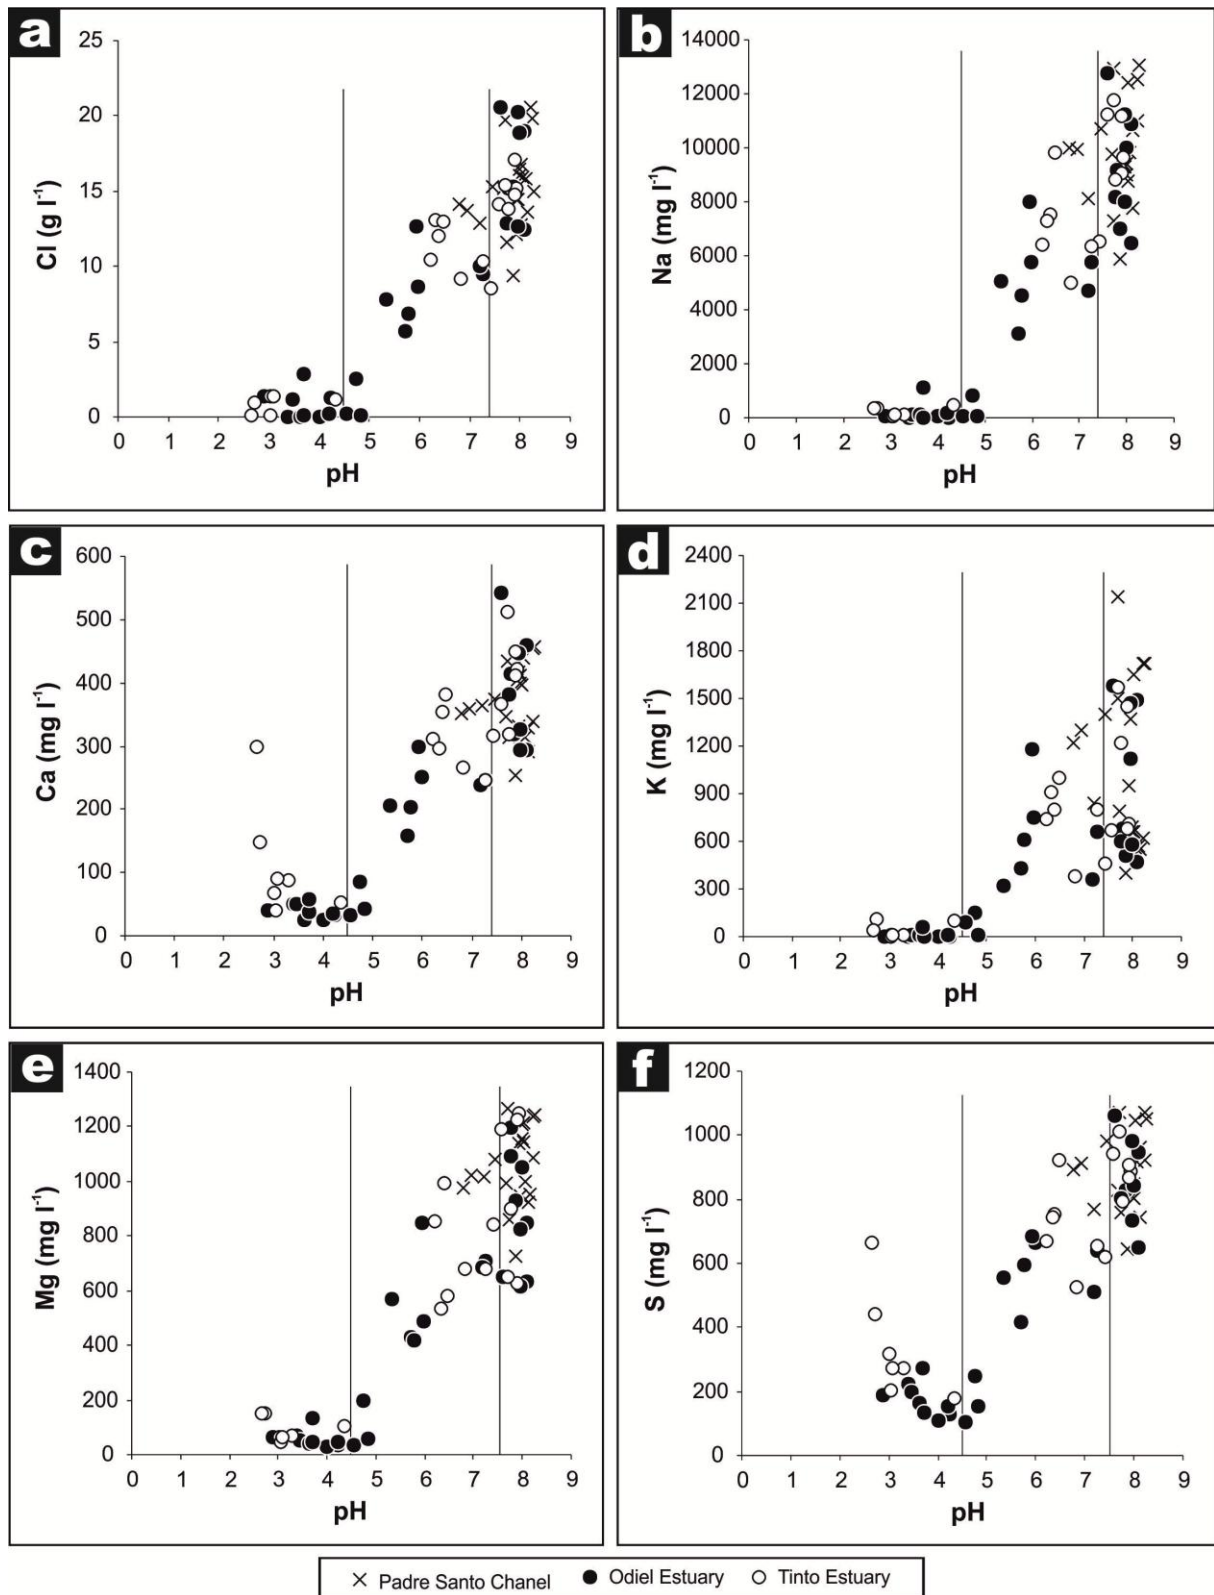 a
25
20
15
10
5
0
Cl (g l⁻¹)
0 1 2 3 4 5 6 7 8 9
pH
b
14000
12000
10000
8000
6000
4000
2000
0
Na (mg l⁻¹)
0 1 2 3 4 5 6 7 8 9
pH
c
600
500
400
300
200
100
0
Ca (mg l⁻¹)
0 1 2 3 4 5 6 7 8 9
pH
d
2400
2100
1800
1500
1200
900
600
300
0
K (mg l⁻¹)
0 1 2 3 4 5 6 7 8 9
pH
e
1400
1200
1000
800
600
400
200
0
Mg (mg l⁻¹)
0 1 2 3 4 5 6 7 8 9
pH
f
1200
1000
800
600
400
200
0
S (mg l⁻¹)
0 1 2 3 4 5 6 7 8 9
pH
Padre Santo Chanel Odiel Estuary Tinto Estuary